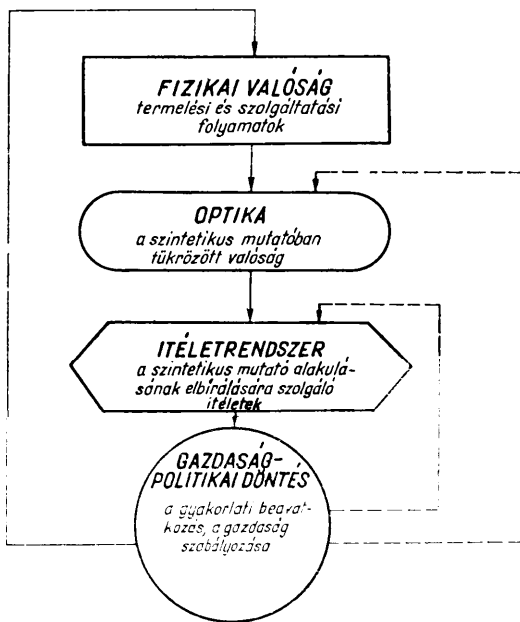 FIZIKAI VALÓSÁG
termelési és szolgáltatási
folyamatok
OPTIKA
a szintetikus mutatóban
tükrözött valóság
ITÉLETRENDSZER
a szintetikus mutató alakulá-
sának elbírálására szolgáló
itéletek
GAZDASÁG-
POLITIKAI DÖNTÉS
a gyakorlati beavat-
kozás, a gazdaság
szabályozása